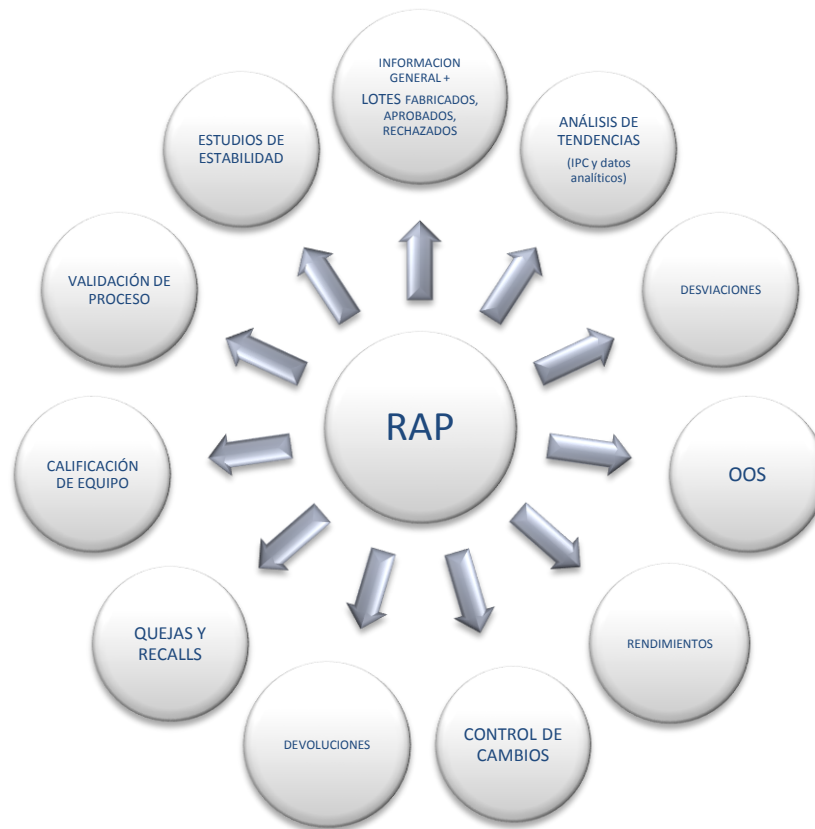 INFORMACION
GENERAL +
LOTES FABRICADOS,
APROBADOS,
RECHAZADOS
ANÁLISIS DE
TENDENCIAS
(IPC y datos
analíticos)
DESVIACIONES
OOS
RENDIMIENTOS
CONTROL DE
CAMBIOS
DEVOLUCIONES
QUEJAS Y
RECALLS
CALIFICACIÓN
DE EQUIPO
VALIDACIÓN DE
PROCESO
ESTUDIOS DE
ESTABILIDAD
RAP